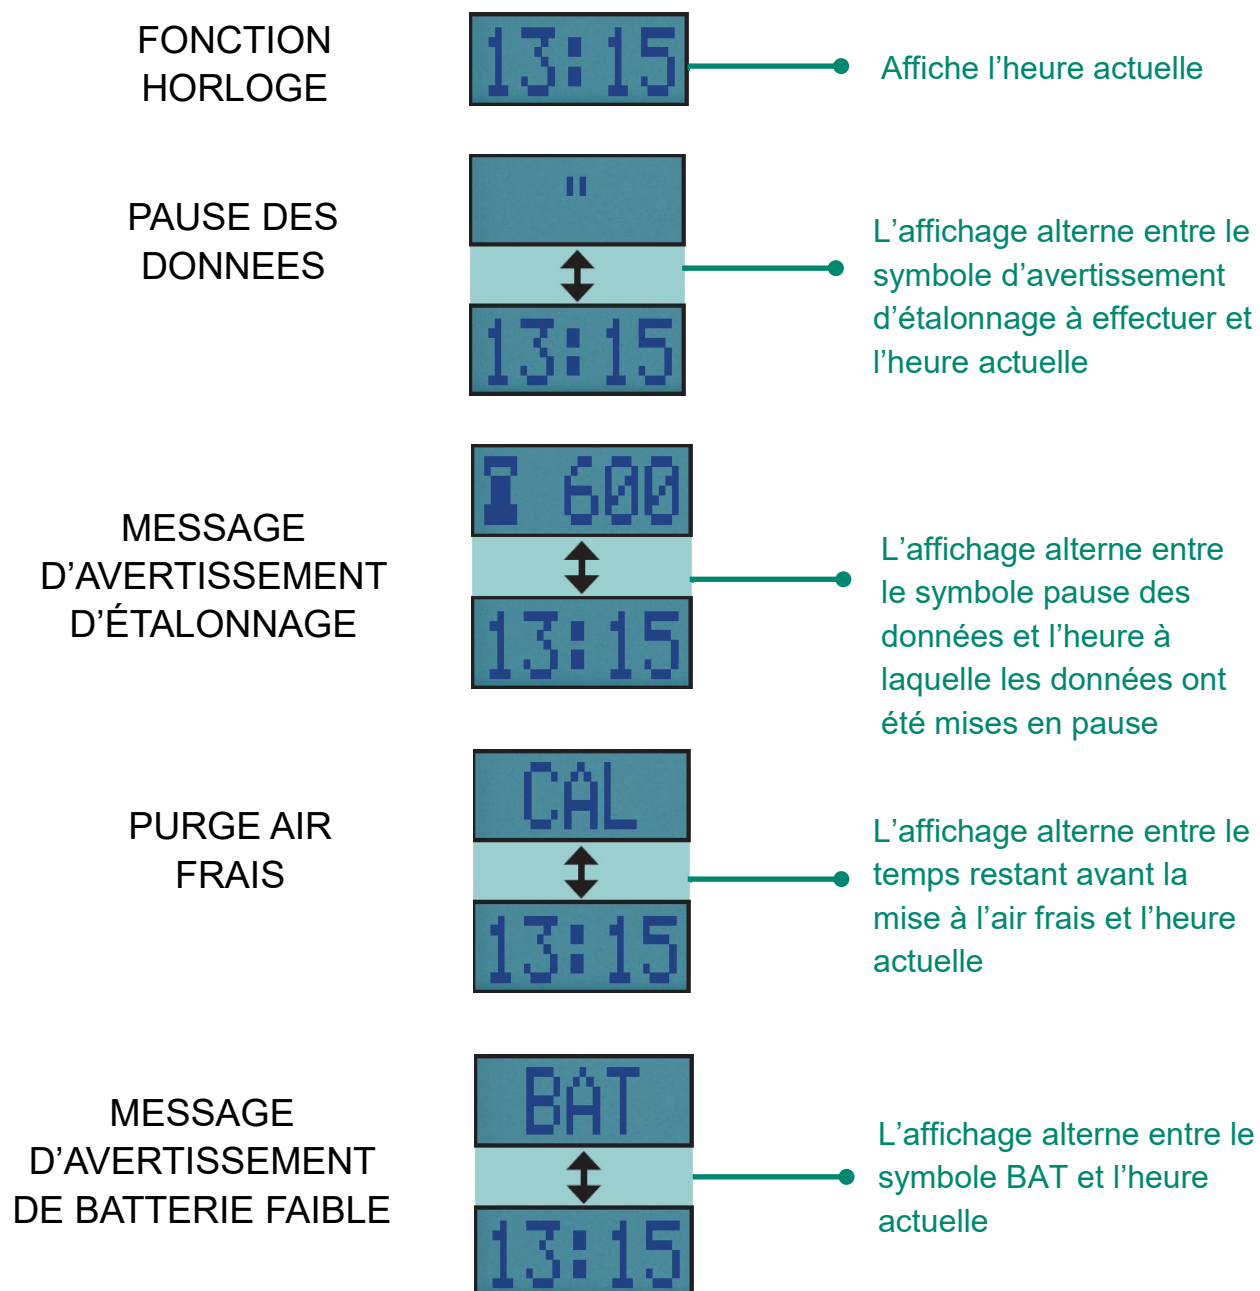 FONCTION
HORLOGE
13:15
Affiche l’heure actuelle
PAUSE DES
DONNEES
"
13:15
L’affichage alterne entre le
symbole d’avertissement
d’étalonnage à effectuer et
l’heure actuelle
MESSAGE
D’AVERTISSEMENT
D’ÉTALONNAGE
600
13:15
L’affichage alterne entre
le symbole pause des
données et l’heure à
laquelle les données ont
été mises en pause
PURGE AIR
FRAIS
CAL
13:15
L’affichage alterne entre le
temps restant avant la
mise à l’air frais et l’heure
actuelle
MESSAGE
D’AVERTISSEMENT
DE BATTERIE FAIBLE
BAT
13:15
L’affichage alterne entre le
symbole BAT et l’heure
actuelle